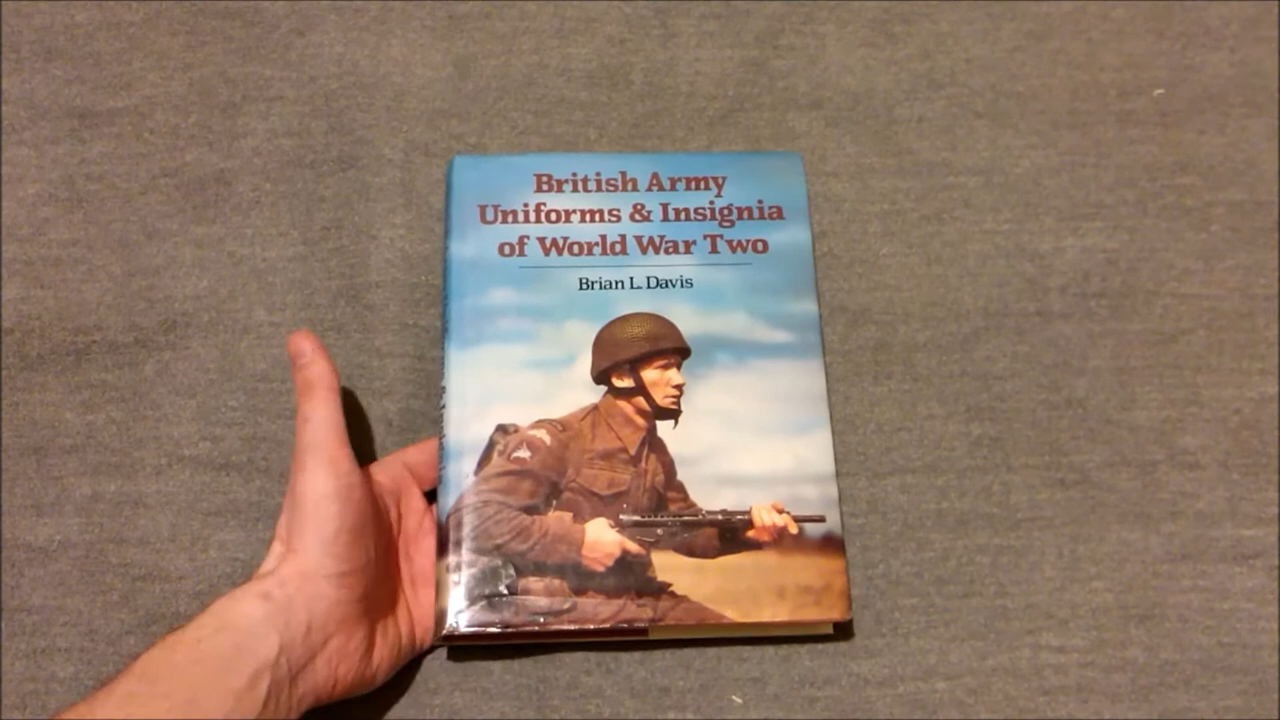 British Army
Uniforms & Insignia
of World War Two
Brian L. Davis